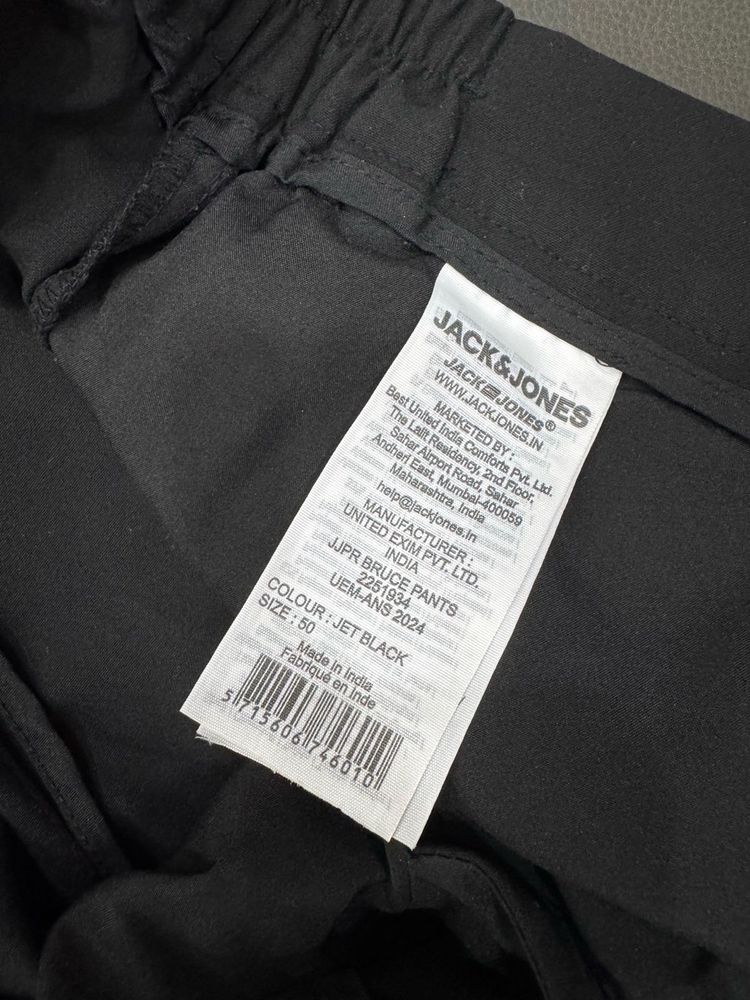 JACK&JONES
JACK&JONES®
WWW.JACKJONES.IN
MARKETED BY :
Best United India Comforts Pvt. Ltd.
The Lalit Residency, 2nd Floor,
Sahar Airport Road, Sahar
Andheri East, Mumbai-400059
Maharashtra, India
help@jackjones.in
MANUFACTURER :
UNITED EXIM PVT. LTD.
INDIA
JJPR BRUCE PANTS
2251934
UEM-ANS 2024
COLOUR : JET BLACK
SIZE : 50
Made in India
Fabriqué en Inde
5 715606 746010